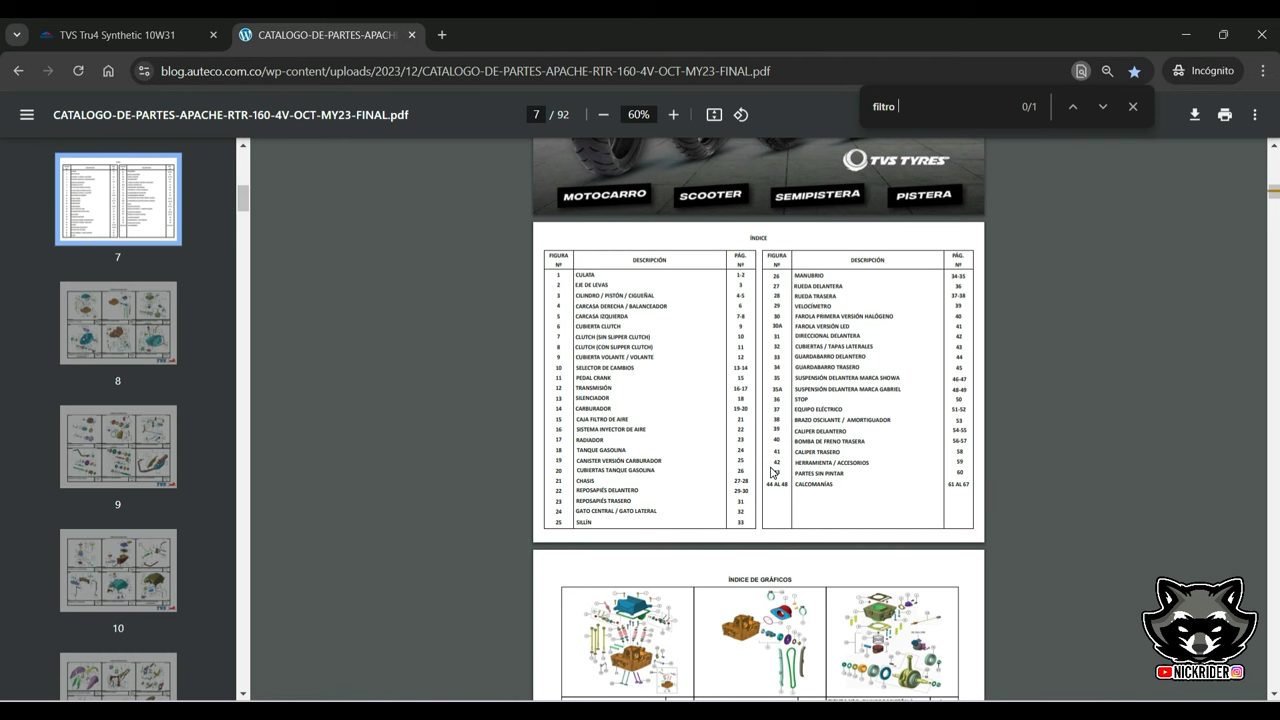 TVS Tru4 Synthetic 10W31
CATALOGO-DE-PARTES-APACH
blog.auteco.com.co/wp-content/uploads/2023/12/CATALOGO-DE-PARTES-APACHE-RTR-160-4V-OCT-MY23-FINAL.pdf
Incógnito
CATALOGO-DE-PARTES-APACHE-RTR-160-4V-OCT-MY23-FINAL.pdf
7 / 92
60%
filtro
0/1
7
8
9
10
TVS TYRES
MOTOCARRO SCOOTER SEMIPISTERA PISTERA
ÍNDICE
FIGURA Nº DESCRIPCIÓN PÁG. Nº
1 CULATA 1-2
2 EJE DE LEVAS 3
3 CILINDRO / PISTÓN / CIGUEÑAL 4-5
4 CARCASA DERECHA / BALANCEADOR 6
5 CARCASA IZQUIERDA 7-8
6 CUBIERTA CLUTCH 9
7 CLUTCH (SIN SLIPPER CLUTCH) 10
8 CLUTCH (CON SLIPPER CLUTCH) 11
9 CUBIERTA VOLANTE / VOLANTE 12
10 SELECTOR DE CAMBIOS 13-14
11 PEDAL CRANK 15
12 TRANSMISIÓN 16-17
13 SILENCIADOR 18
14 CARBURADOR 19-20
15 CAJA FILTRO DE AIRE 21
16 SISTEMA INYECTOR DE AIRE 22
17 RADIADOR 23
18 TANQUE GASOLINA 24
19 CANISTER VERSIÓN CARBURADOR 25
20 CUBIERTAS TANQUE GASOLINA 26
21 CHASIS 27-28
22 REPOSAPIÉS DELANTERO 29-30
23 REPOSAPIÉS TRASERO 31
24 GATO CENTRAL / GATO LATERAL 32
25 SILLÍN 33
FIGURA Nº DESCRIPCIÓN PÁG. Nº
26 MANUBRIO 34-35
27 RUEDA DELANTERA 36
28 RUEDA TRASERA 37-38
29 VELOCÍMETRO 39
30 FAROLA PRIMERA VERSIÓN HALÓGENO 40
30A FAROLA VERSIÓN LED 41
31 DIRECCIONAL DELANTERA 42
32 CUBIERTAS / TAPAS LATERALES 43
33 GUARDABARRO DELANTERO 44
34 GUARDABARRO TRASERO 45
35 SUSPENSIÓN DELANTERA MARCA SHOWA 46-47
35A SUSPENSIÓN DELANTERA MARCA GABRIEL 48-49
36 STOP 50
37 EQUIPO ELÉCTRICO 51-52
38 BRAZO OSCILANTE / AMORTIGUADOR 53
39 CALIPER DELANTERO 54-55
40 BOMBA DE FRENO TRASERA 56-57
41 CALIPER TRASERO 58
42 HERRAMIENTA / ACCESORIOS 59
PARTES SIN PINTAR 60
44 AL 48 CALCOMANÍAS 61 AL 67
ÍNDICE DE GRÁFICOS
NICKRIDER